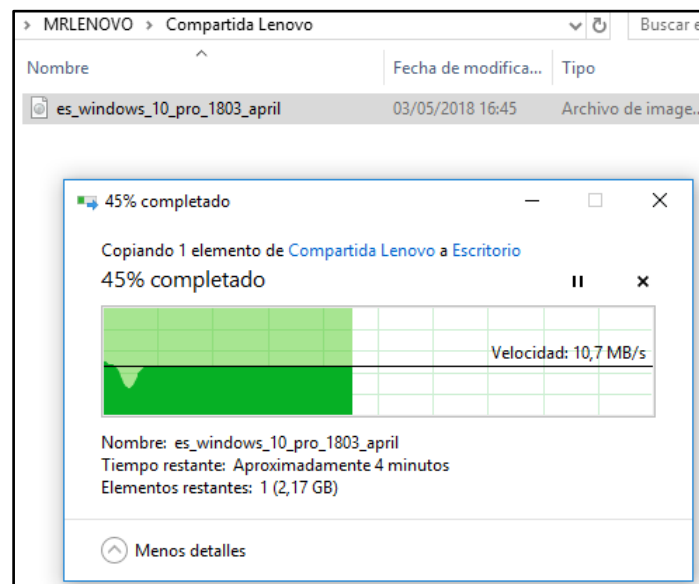 › MRLENOVO › Compartida Lenovo Buscar e
Nombre Fecha de modifica... Tipo
es_windows_10_pro_1803_april 03/05/2018 16:45 Archivo de image...
45% completado
Copiando 1 elemento de Compartida Lenovo a Escritorio
45% completado
Velocidad: 10,7 MB/s
Nombre: es_windows_10_pro_1803_april
Tiempo restante: Aproximadamente 4 minutos
Elementos restantes: 1 (2,17 GB)
Menos detalles